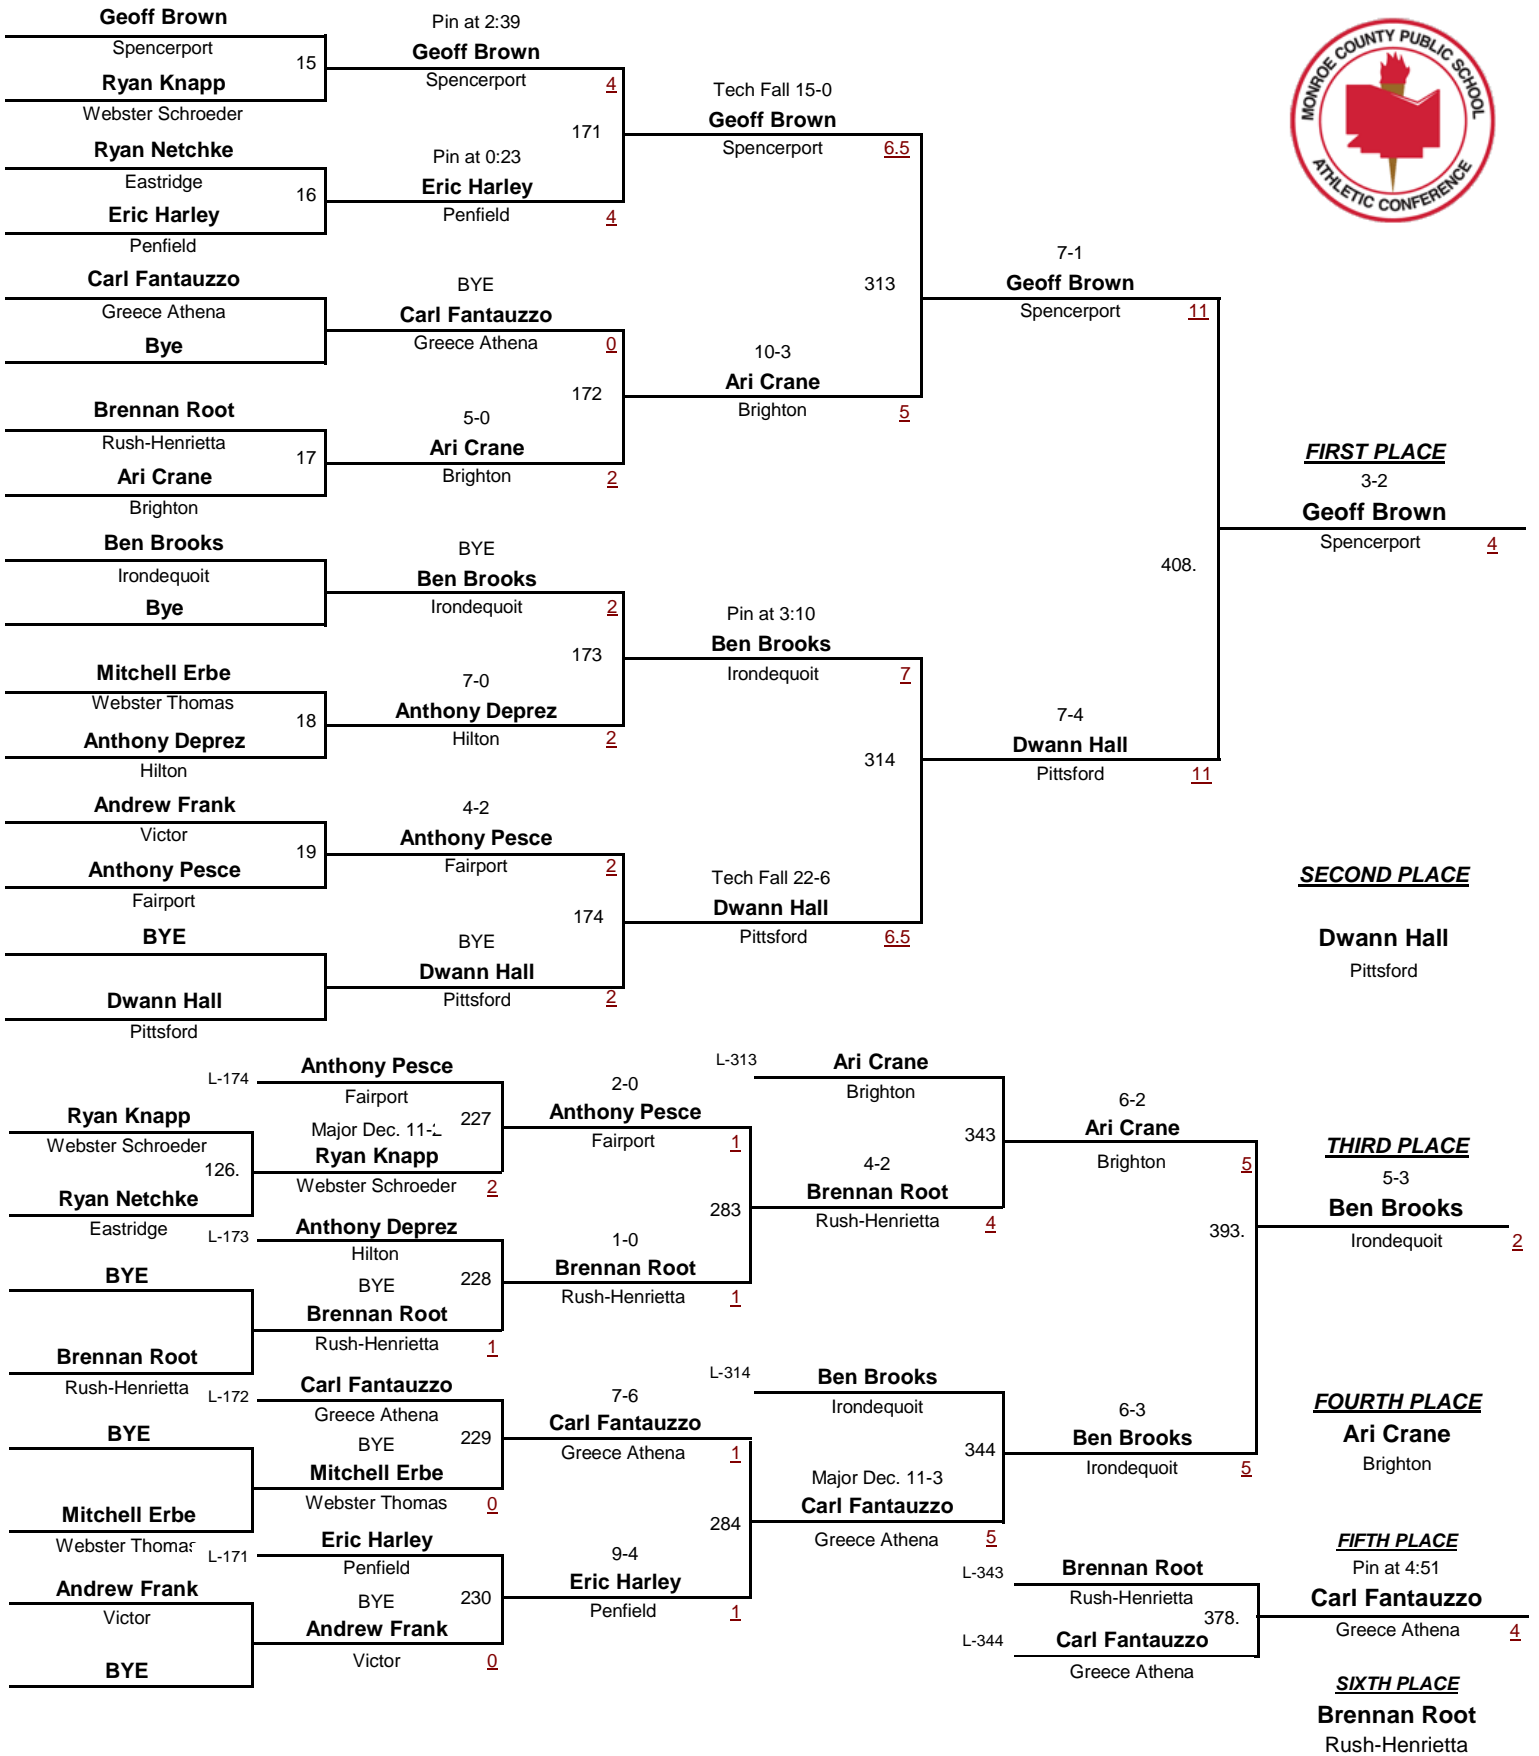 Geoff Brown
Spencerport
15
Ryan Knapp
Webster Schroeder
Ryan Netchke
Eastridge
16
Eric Harley
Penfield
Carl Fantauzzo
Greece Athena
Bye
Brennan Root
Rush-Henrietta
17
Ari Crane
Brighton
Ben Brooks
Irondequoit
Bye
Mitchell Erbe
Webster Thomas
18
Anthony Deprez
Hilton
Andrew Frank
Victor
19
Anthony Pesce
Fairport
BYE
Dwann Hall
Pittsford
Pin at 2:39
Geoff Brown
Spencerport
4
171
Pin at 0:23
Eric Harley
Penfield
4
BYE
Carl Fantauzzo
Greece Athena
0
172
5-0
Ari Crane
Brighton
2
BYE
Ben Brooks
Irondequoit
2
173
7-0
Anthony Deprez
Hilton
2
4-2
Anthony Pesce
Fairport
2
174
BYE
Dwann Hall
Pittsford
2
Tech Fall 15-0
Geoff Brown
Spencerport
6.5
313
10-3
Ari Crane
Brighton
5
Pin at 3:10
Ben Brooks
Irondequoit
7
314
Tech Fall 22-6
Dwann Hall
Pittsford
6.5
MONROE COUNTY PUBLIC SCHOOL
ATHLETIC CONFERENCE
7-1
Geoff Brown
Spencerport
11
408.
7-4
Dwann Hall
Pittsford
11
FIRST PLACE
3-2
Geoff Brown
Spencerport
4
SECOND PLACE
Dwann Hall
Pittsford
Ryan Knapp
Webster Schroeder
126.
Ryan Netchke
Eastridge
BYE
Brennan Root
Rush-Henrietta
BYE
Mitchell Erbe
Webster Thomas
Andrew Frank
Victor
BYE
L-174
Anthony Pesce
Fairport
227
Major Dec. 11-2
Ryan Knapp
Webster Schroeder
2
L-173
Anthony Deprez
Hilton
228
BYE
Brennan Root
Rush-Henrietta
1
L-172
Carl Fantauzzo
Greece Athena
229
BYE
Mitchell Erbe
Webster Thomas
0
L-171
Eric Harley
Penfield
230
BYE
Andrew Frank
Victor
0
2-0
Anthony Pesce
Fairport
1
283
1-0
Brennan Root
Rush-Henrietta
1
7-6
Carl Fantauzzo
Greece Athena
1
284
9-4
Eric Harley
Penfield
1
L-313
Ari Crane
Brighton
343
4-2
Brennan Root
Rush-Henrietta
4
L-314
Ben Brooks
Irondequoit
344
Major Dec. 11-3
Carl Fantauzzo
Greece Athena
5
6-2
Ari Crane
Brighton
5
393.
6-3
Ben Brooks
Irondequoit
5
THIRD PLACE
5-3
Ben Brooks
Irondequoit
2
FOURTH PLACE
Ari Crane
Brighton
L-343
Brennan Root
Rush-Henrietta
378.
L-344
Carl Fantauzzo
Greece Athena
FIFTH PLACE
Pin at 4:51
Carl Fantauzzo
Greece Athena
4
SIXTH PLACE
Brennan Root
Rush-Henrietta